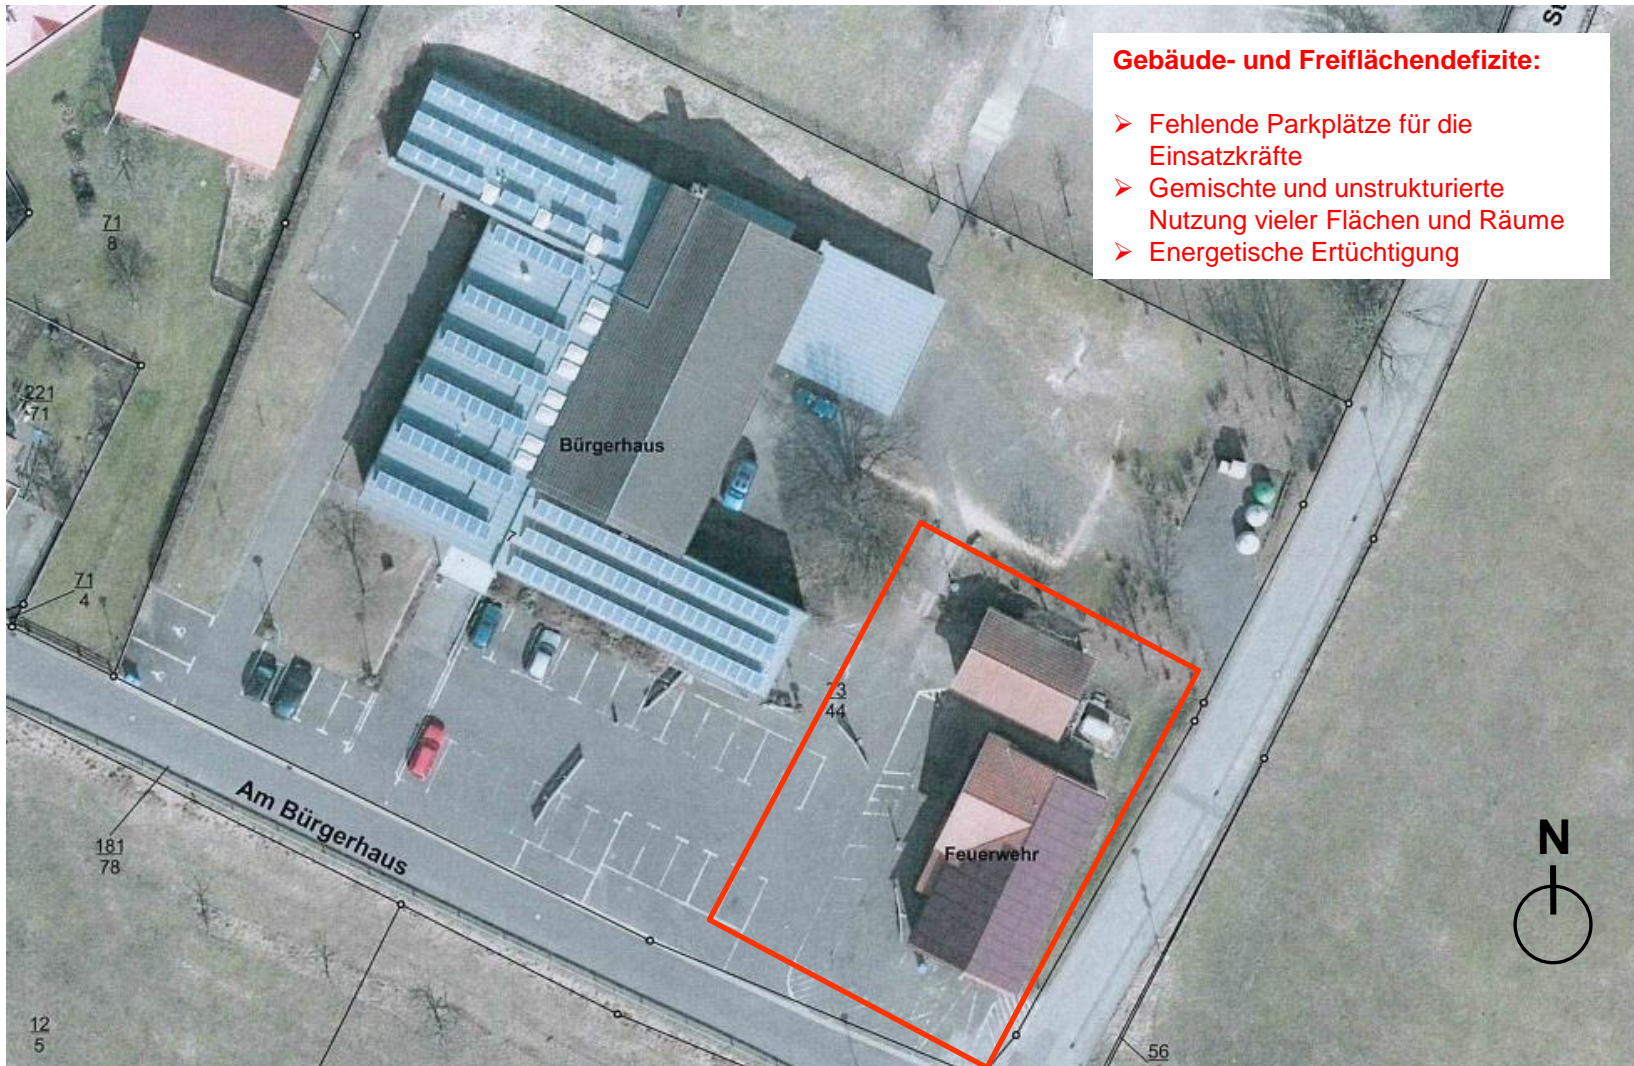 Gebäude- und Freiflächendefizite:
➢ Fehlende Parkplätze für die
Einsatzkräfte
➢ Gemischte und unstrukturierte
Nutzung vieler Flächen und Räume
➢ Energetische Ertüchtigung
71
8
221
71
Bürgerhaus
7
71
4
73
44
Am Bürgerhaus
181
78
Feuerwehr
N
12
5
56